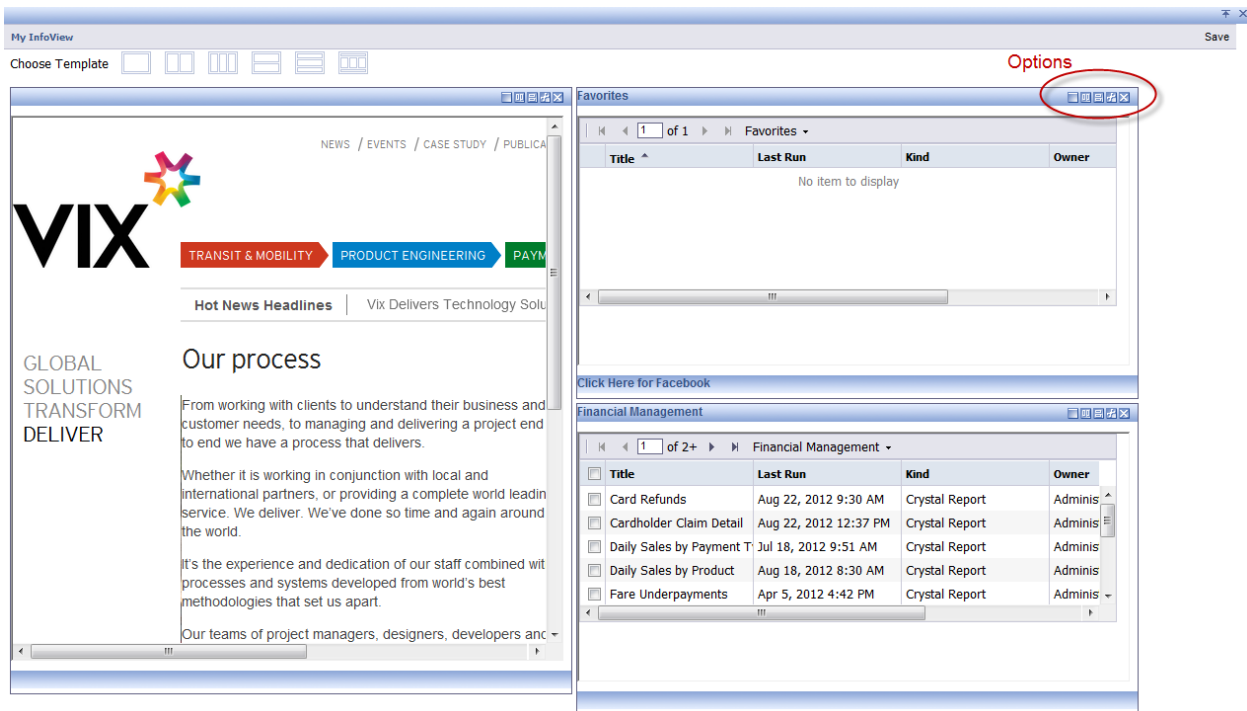 My InfoView
Save
Choose Template
Options
NEWS / EVENTS / CASE STUDY / PUBLICA
VIX
TRANSIT & MOBILITY
PRODUCT ENGINEERING
PAYM
Hot News Headlines
Vix Delivers Technology Solu
GLOBAL
SOLUTIONS
TRANSFORM
DELIVER
Our process
From working with clients to understand their business and
customer needs, to managing and delivering a project end
to end we have a process that delivers.
Whether it is working in conjunction with local and
international partners, or providing a complete world leadin
service. We deliver. We've done so time and again around
the world.
It's the experience and dedication of our staff combined wit
processes and systems developed from world's best
methodologies that set us apart.
Our teams of project managers, designers, developers and
Favorites
1 of 1 Favorites
Title Last Run Kind Owner
No item to display
Click Here for Facebook
Financial Management
1 of 2+ Financial Management
Title Last Run Kind Owner
Card Refunds Aug 22, 2012 9:30 AM Crystal Report Adminis
Cardholder Claim Detail Aug 22, 2012 12:37 PM Crystal Report Adminis
Daily Sales by Payment T Jul 18, 2012 9:51 AM Crystal Report Adminis
Daily Sales by Product Aug 18, 2012 8:30 AM Crystal Report Adminis
Fare Underpayments Apr 5, 2012 4:42 PM Crystal Report Adminis